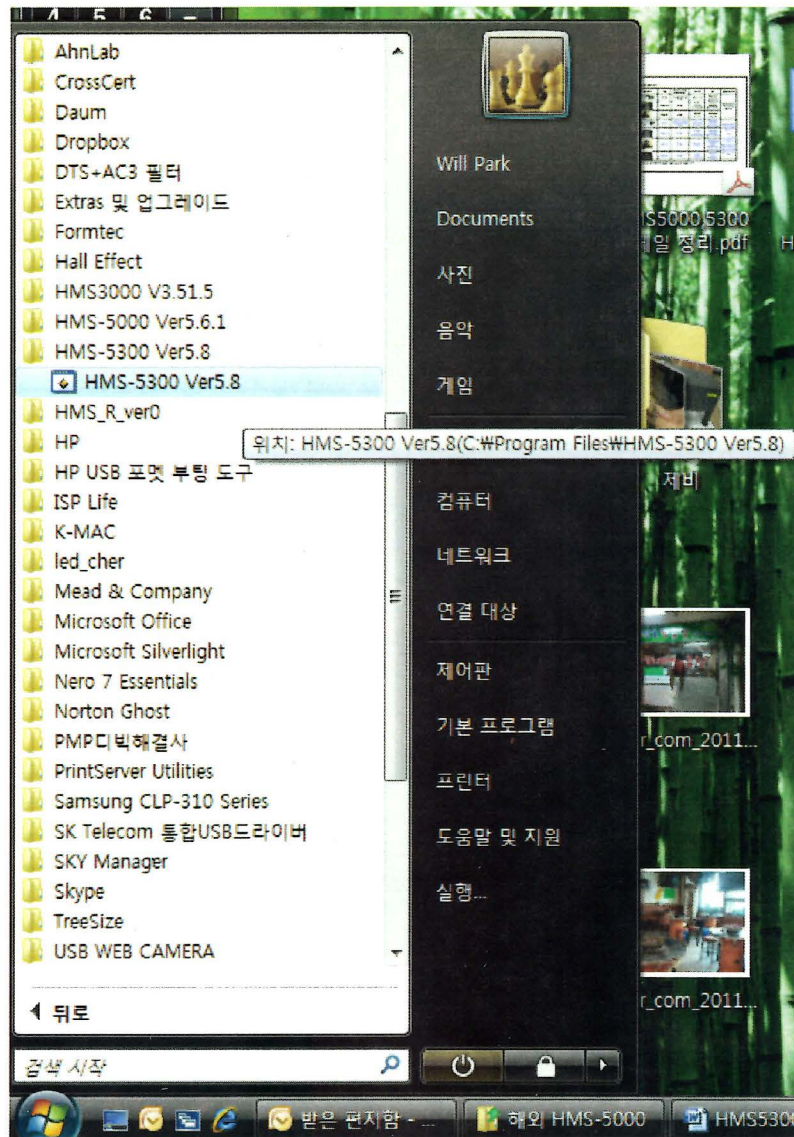 4 5 6 -
AhnLab
CrossCert
Daum
Dropbox
DTS+AC3 필터
Extras 및 업그레이드
Formtec
Hall Effect
HMS3000 V3.51.5
HMS-5000 Ver5.6.1
HMS-5300 Ver5.8
HMS-5300 Ver5.8
HMS_R_ver0
HP
HP USB 포멧 부팅 도구
ISP Life
K-MAC
led_cher
Mead & Company
Microsoft Office
Microsoft Silverlight
Nero 7 Essentials
Norton Ghost
PMP디빅해결사
PrintServer Utilities
Samsung CLP-310 Series
SK Telecom 통합USB드라이버
SKY Manager
Skype
TreeSize
USB WEB CAMERA
뒤로
검색 시작
Will Park
Documents
사진
음악
게임
위치: HMS-5300 Ver5.8(C:₩Program Files₩HMS-5300 Ver5.8)
컴퓨터
네트워크
연결 대상
제어판
기본 프로그램
프린터
도움말 및 지원
실행...
S5000,5300
일 정리.pdf
H
제비
r_com_2011...
r_com_2011...
받은 편지함 - ...
해외 HMS-5000
HMS5300